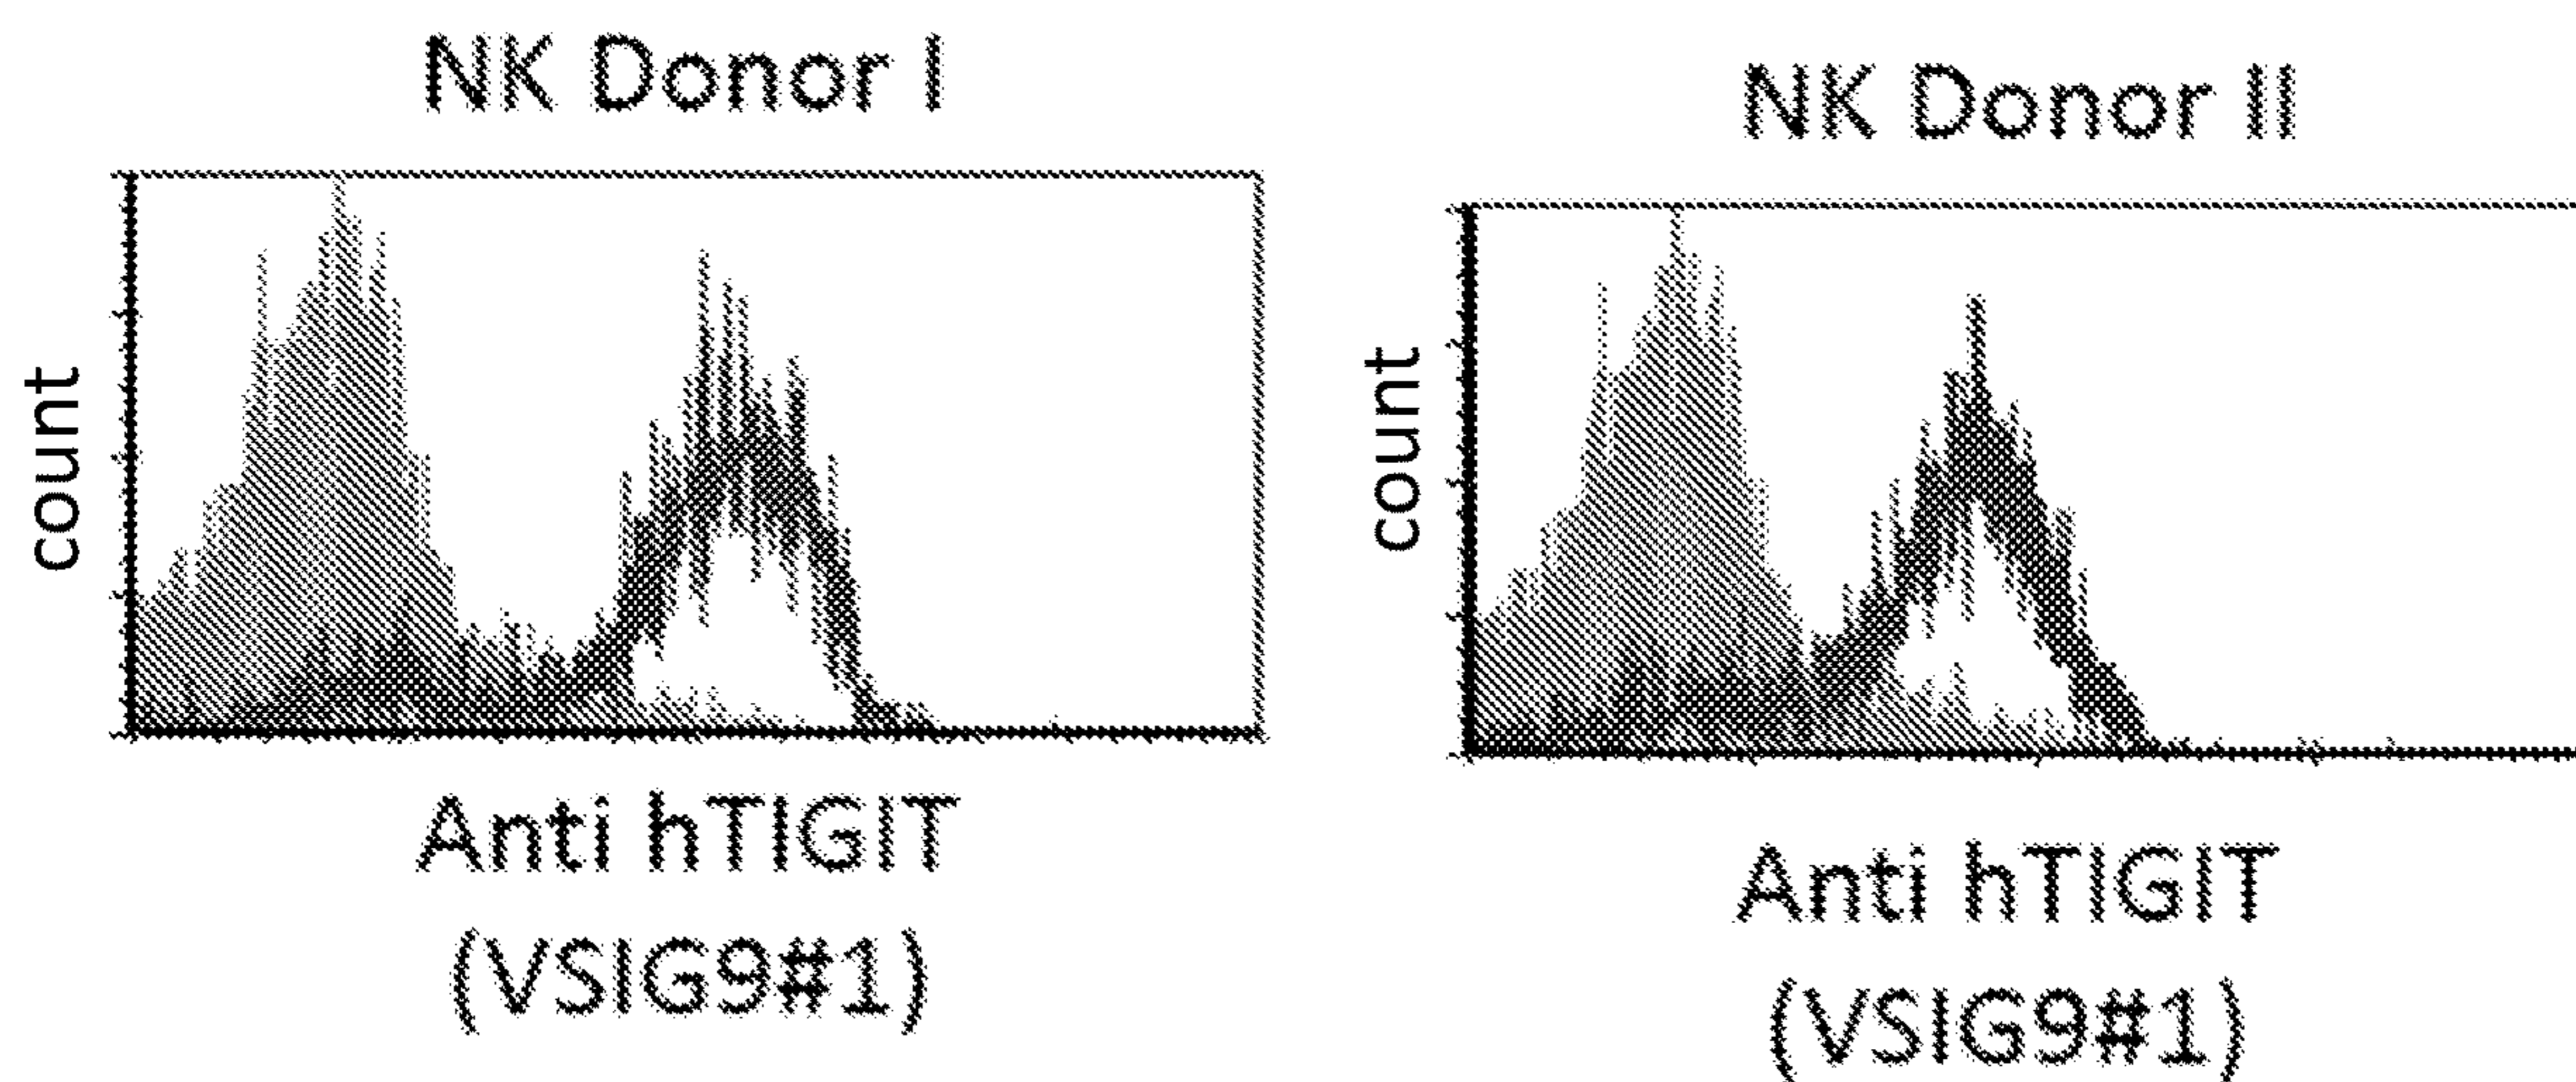 NK Donor I
count
Anti hTIGIT
(VSIG9#1)
NK Donor II
count
Anti hTIGIT
(VSIG9#1)